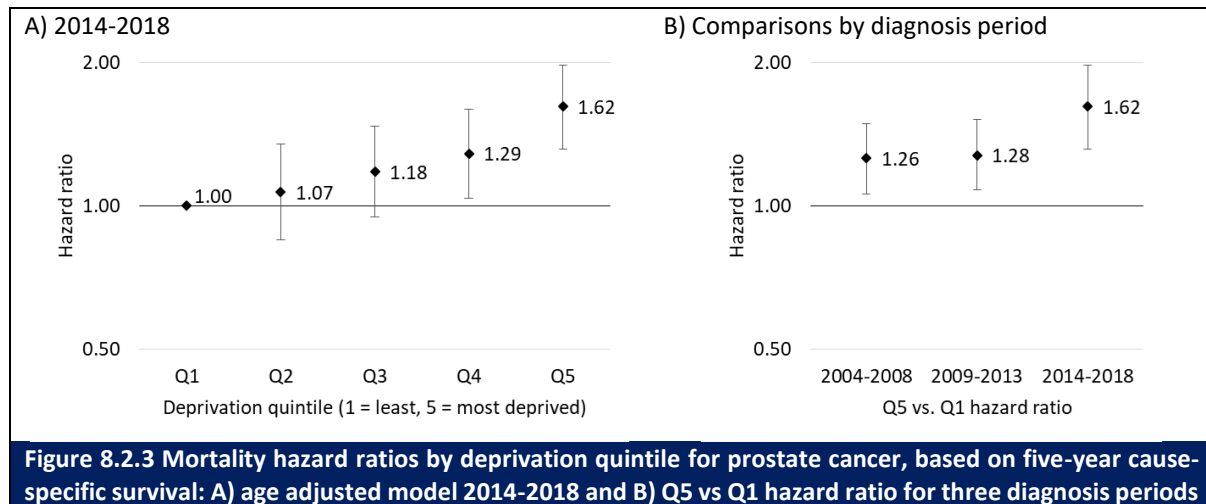 A) 2014-2018
2.00
1.00
0.50
Hazard ratio
1.00
1.07
1.18
1.29
1.62
Q1 Q2 Q3 Q4 Q5
Deprivation quintile (1 = least, 5 = most deprived)
B) Comparisons by diagnosis period
2.00
1.00
0.50
Hazard ratio
1.26
1.28
1.62
2004-2008 2009-2013 2014-2018
Q5 vs. Q1 hazard ratio
Figure 8.2.3 Mortality hazard ratios by deprivation quintile for prostate cancer, based on five-year cause-
specific survival: A) age adjusted model 2014-2018 and B) Q5 vs Q1 hazard ratio for three diagnosis periods